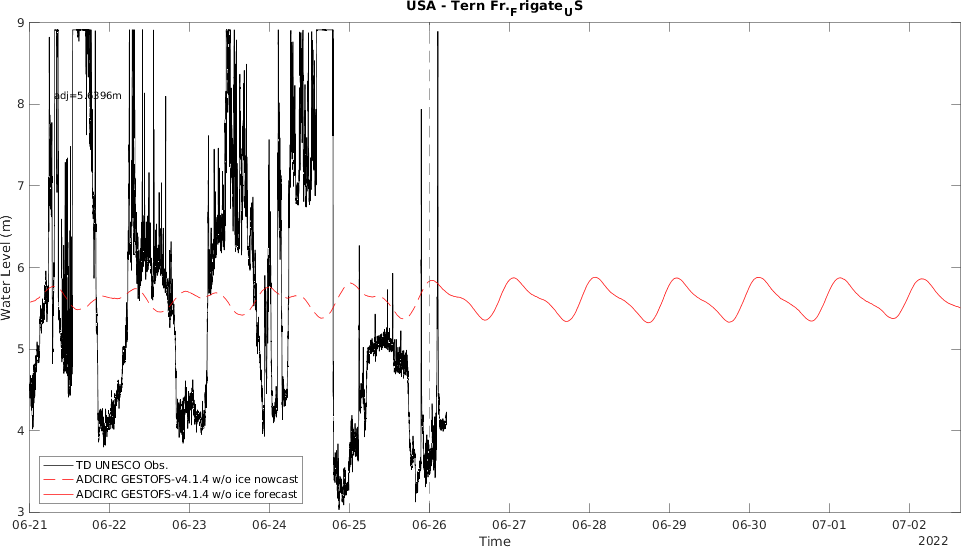 USA - Tern Fr.FrigateUS
9
8
7
6
5
4
3
Water Level (m)
adj=5.6396m
TD UNESCO Obs.
ADCIRC GESTOFS-v4.1.4 w/o ice nowcast
ADCIRC GESTOFS-v4.1.4 w/o ice forecast
06-21 06-22 06-23 06-24 06-25 06-26 06-27 06-28 06-29 06-30 07-01 07-02
Time
2022